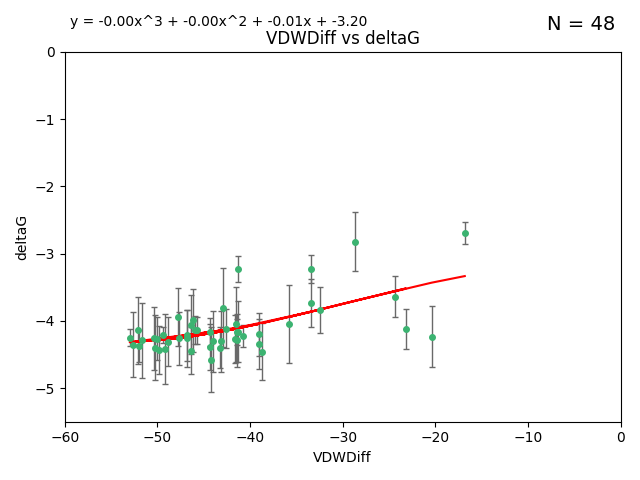 y = -0.00x^3 + -0.00x^2 + -0.01x + -3.20
N = 48
VDWDiff vs deltaG
0
−1
−2
−3
−4
−5
deltaG
−60
−50
−40
−30
−20
−10
0
VDWDiff